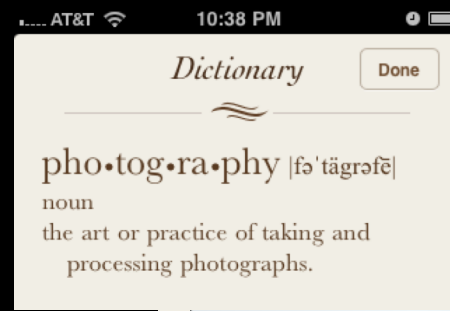 AT&T 10:38 PM
Dictionary Done
pho•tog•ra•phy |fəˈtägrəfē|
noun
the art or practice of taking and
processing photographs.